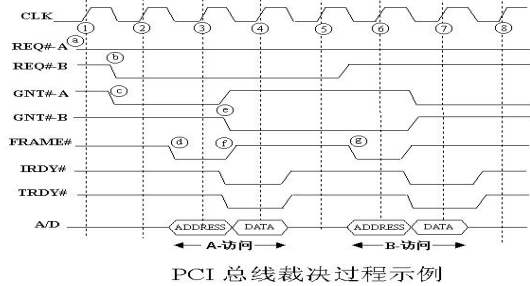 CLK
① ② ③ ④ ⑤ ⑥ ⑦ ⑧
ⓐ
REQ#-A
ⓑ
REQ#-B
ⓒ
GNT#-A
ⓔ
GNT#-B
FRAME# ⓓ ⓕ ⓖ
IRDY#
TRDY#
A/D ADDRESS DATA ADDRESS DATA
A-访问 B-访问
PCI 总线裁决过程示例